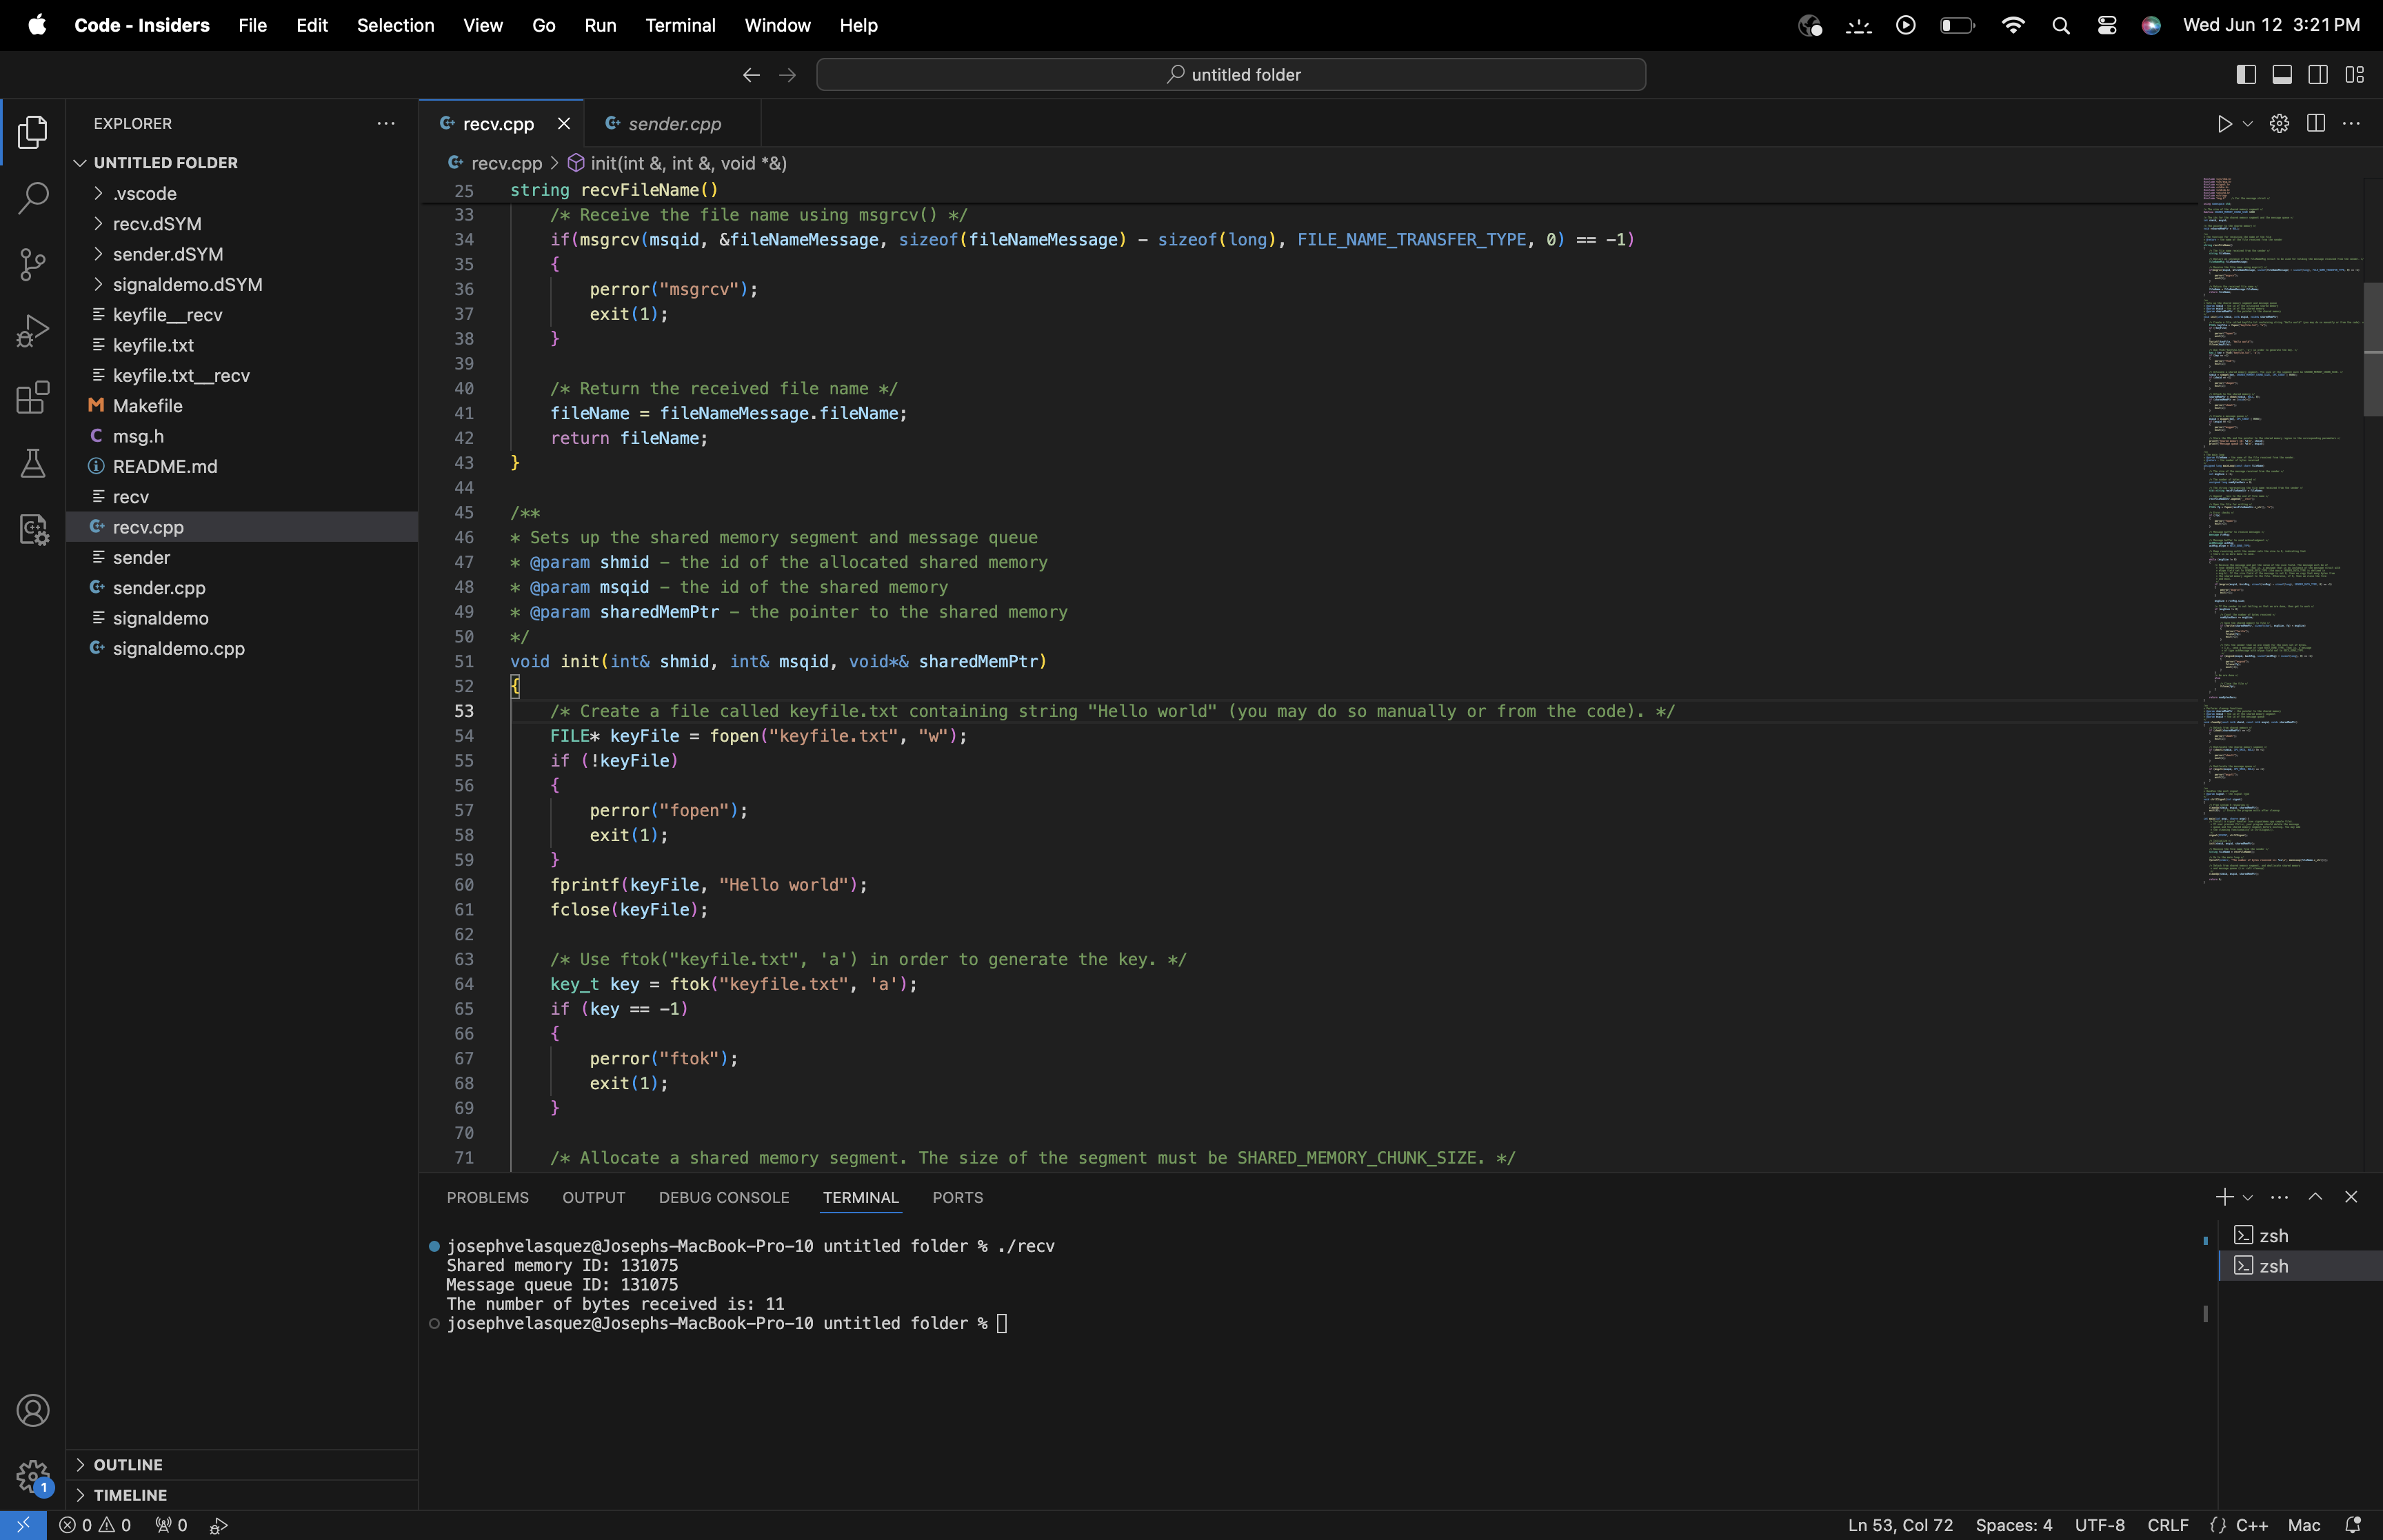 Code - Insiders File Edit Selection View Go Run Terminal Window Help Wed Jun 12 3:21 PM
untitled folder
EXPLORER
UNTITLED FOLDER
.vscode
recv.dSYM
sender.dSYM
signaldemo.dSYM
keyfile__recv
keyfile.txt
keyfile.txt__recv
Makefile
msg.h
README.md
recv
recv.cpp
sender
sender.cpp
signaldemo
signaldemo.cpp
OUTLINE
TIMELINE
recv.cpp sender.cpp
recv.cpp > init(int &, int &, void *&)
25 string recvFileName()
33 /* Receive the file name using msgrcv() */
34 if(msgrcv(msqid, &fileNameMessage, sizeof(fileNameMessage) - sizeof(long), FILE_NAME_TRANSFER_TYPE, 0) == -1)
35 {
36 perror("msgrcv");
37 exit(1);
38 }
39
40 /* Return the received file name */
41 fileName = fileNameMessage.fileName;
42 return fileName;
43 }
44
45 /**
46 * Sets up the shared memory segment and message queue
47 * @param shmid - the id of the allocated shared memory
48 * @param msqid - the id of the shared memory
49 * @param sharedMemPtr - the pointer to the shared memory
50 */
51 void init(int& shmid, int& msqid, void*& sharedMemPtr)
52 {
53 /* Create a file called keyfile.txt containing string "Hello world" (you may do so manually or from the code). */
54 FILE* keyFile = fopen("keyfile.txt", "w");
55 if (!keyFile)
56 {
57 perror("fopen");
58 exit(1);
59 }
60 fprintf(keyFile, "Hello world");
61 fclose(keyFile);
62
63 /* Use ftok("keyfile.txt", 'a') in order to generate the key. */
64 key_t key = ftok("keyfile.txt", 'a');
65 if (key == -1)
66 {
67 perror("ftok");
68 exit(1);
69 }
70
71 /* Allocate a shared memory segment. The size of the segment must be SHARED_MEMORY_CHUNK_SIZE. */
PROBLEMS OUTPUT DEBUG CONSOLE TERMINAL PORTS
josephvelasquez@Josephs-MacBook-Pro-10 untitled folder % ./recv
Shared memory ID: 131075
Message queue ID: 131075
The number of bytes received is: 11
josephvelasquez@Josephs-MacBook-Pro-10 untitled folder %
zsh
zsh
1
0 0 0 Ln 53, Col 72 Spaces: 4 UTF-8 CRLF {} C++ Mac